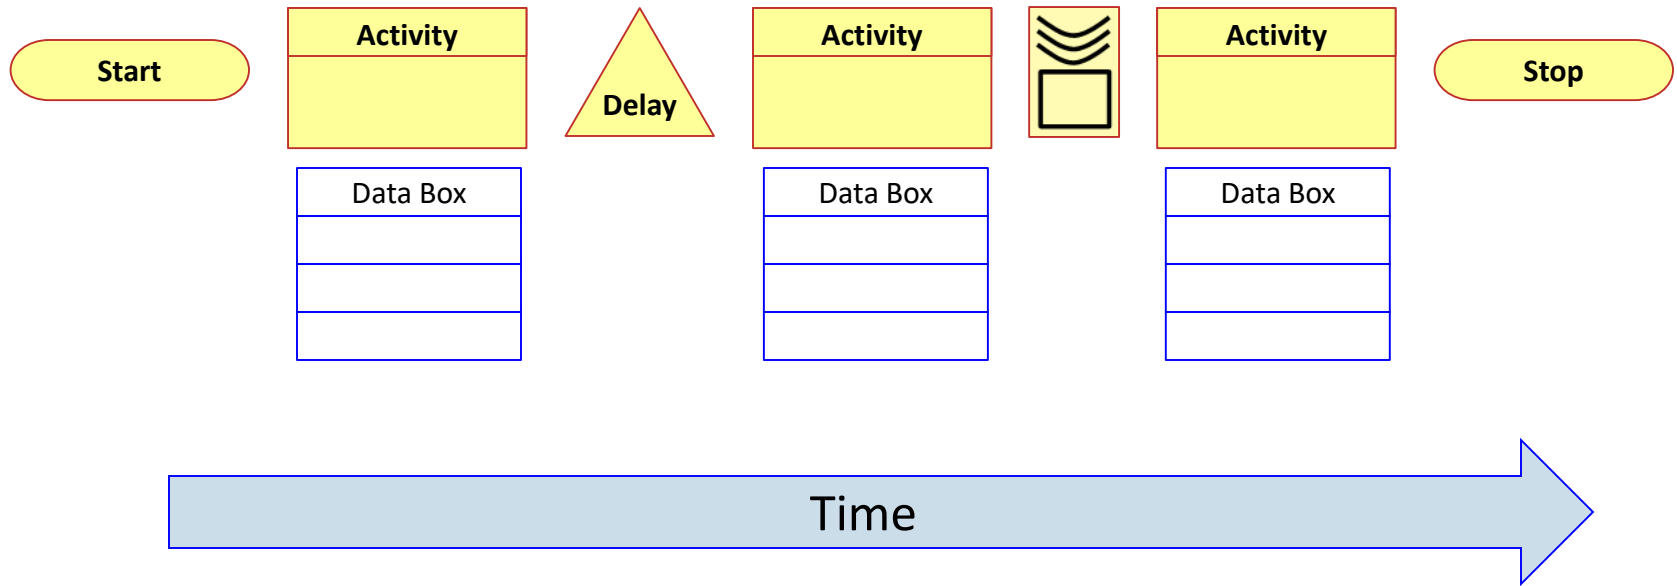 Start
Activity
Delay
Activity
Activity
Stop
Data Box
Data Box
Data Box
Time